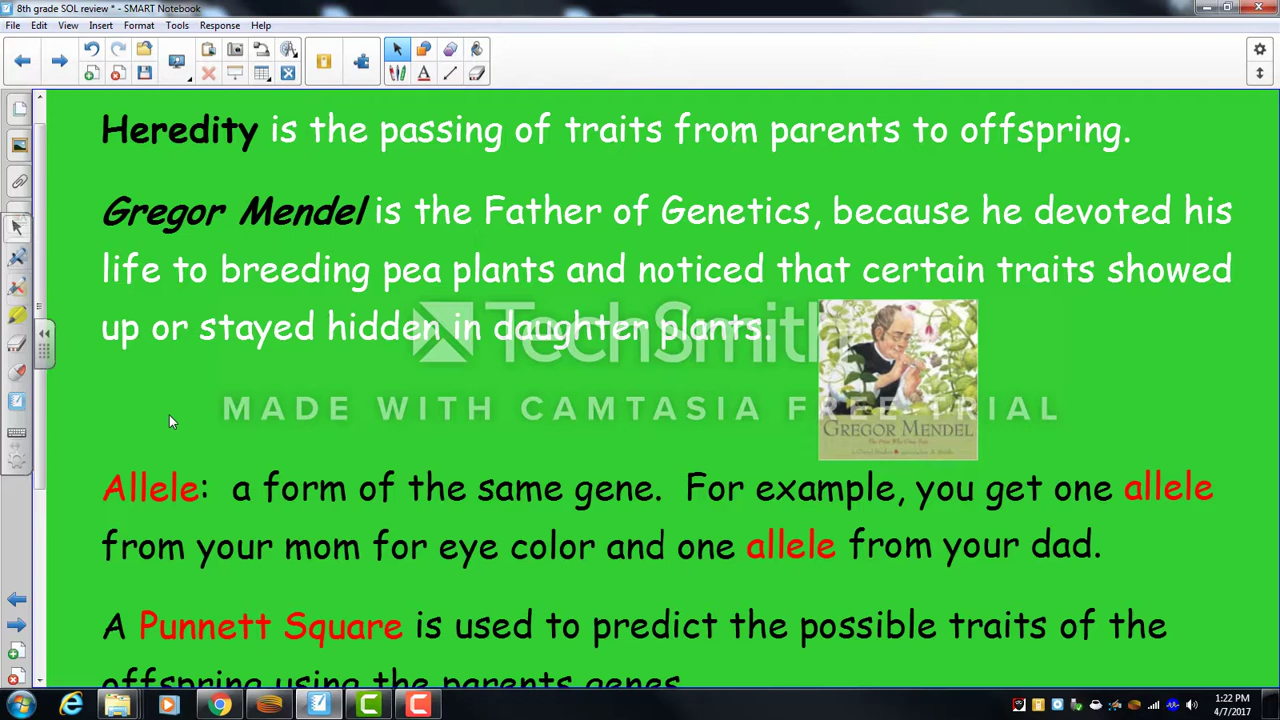 8th grade SOL review * - SMART Notebook
File Edit View Insert Format Tools Response Help
Heredity is the passing of traits from parents to offspring.
Gregor Mendel is the Father of Genetics, because he devoted his
life to breeding pea plants and noticed that certain traits showed
up or stayed hidden in daughter plants.
TechSmith
MADE WITH CAMTASIA FREE TRIAL
GREGOR MENDEL
Allele: a form of the same gene. For example, you get one allele
from your mom for eye color and one allele from your dad.
A Punnett Square is used to predict the possible traits of the
offspring using the parents genes
1:22 PM
4/7/2017